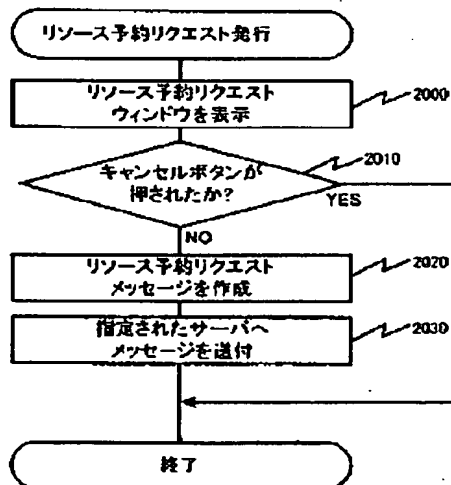 リソース予約リクエスト発行
リソース予約リクエスト
ウィンドウを表示
2000
キャンセルボタンが
押されたか?
2010
YES
NO
リソース予約リクエスト
メッセージを作成
2020
指定されたサーバへ
メッセージを送付
2030
終了